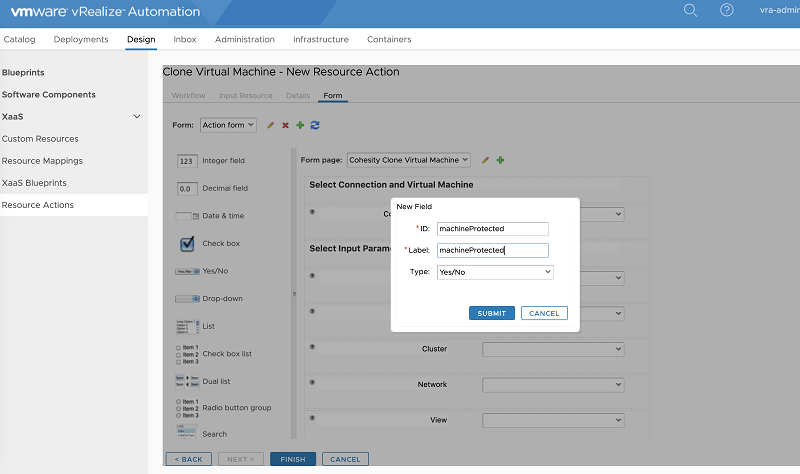 vmware vRealize Automation
vra-admin
Catalog Deployments Design Inbox Administration Infrastructure Containers
Blueprints
Software Components
XaaS
Custom Resources
Resource Mappings
XaaS Blueprints
Resource Actions
Clone Virtual Machine - New Resource Action
Workflow Input Resource Details Form
Form: Action form
123 Integer field
0.0 Decimal field
Date & time
Check box
Yes/No
Drop-down
List
Item 1
Item 2
Item 3
Check box list
Dual list
Item 1
Item 2
Item 3
Radio button group
Search
Form page: Cohesity Clone Virtual Machine
Select Connection and Virtual Machine
Co
Select Input Parame
Cluster
Network
View
New Field
*ID: machineProtected
*Label: machineProtected
Type: Yes/No
SUBMIT CANCEL
< BACK NEXT > FINISH CANCEL